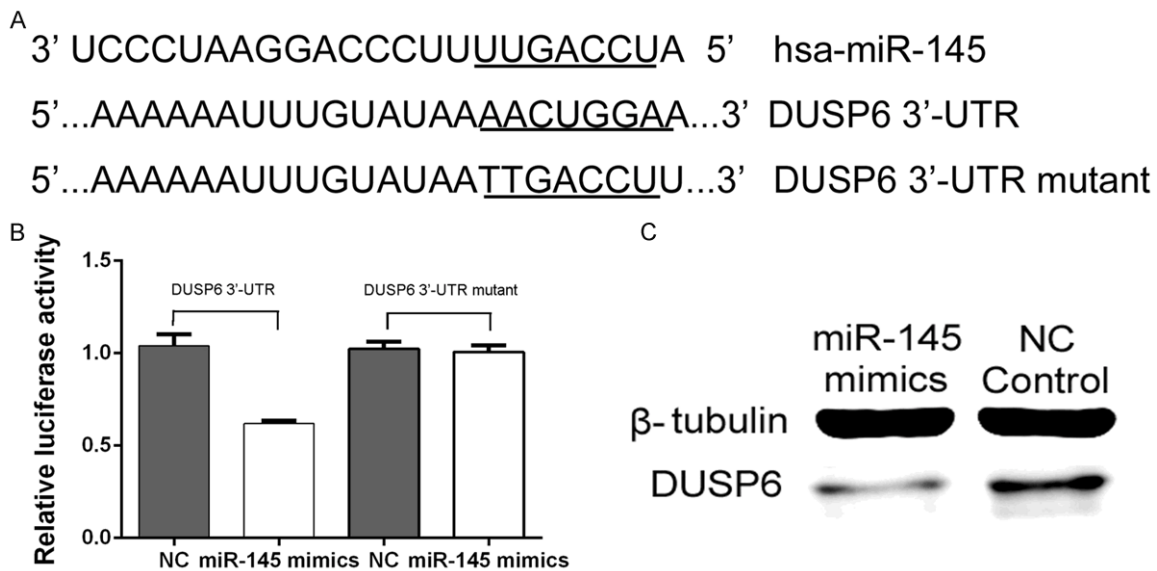 A
3’ UCCCUAAGGACCCUUUUGACCUA 5’ hsa-miR-145
5’...AAAAAAUUUGUAUAAAACUGGAA...3’ DUSP6 3’-UTR
5’...AAAAAAUUUGUAUAATTGACCUU...3’ DUSP6 3’-UTR mutant
B
Relative luciferase activity
1.5
1.0
0.5
0.0
DUSP6 3’-UTR
DUSP6 3’-UTR mutant
NC miR-145 mimics NC miR-145 mimics
C
miR-145 mimics
NC Control
β- tubulin
DUSP6